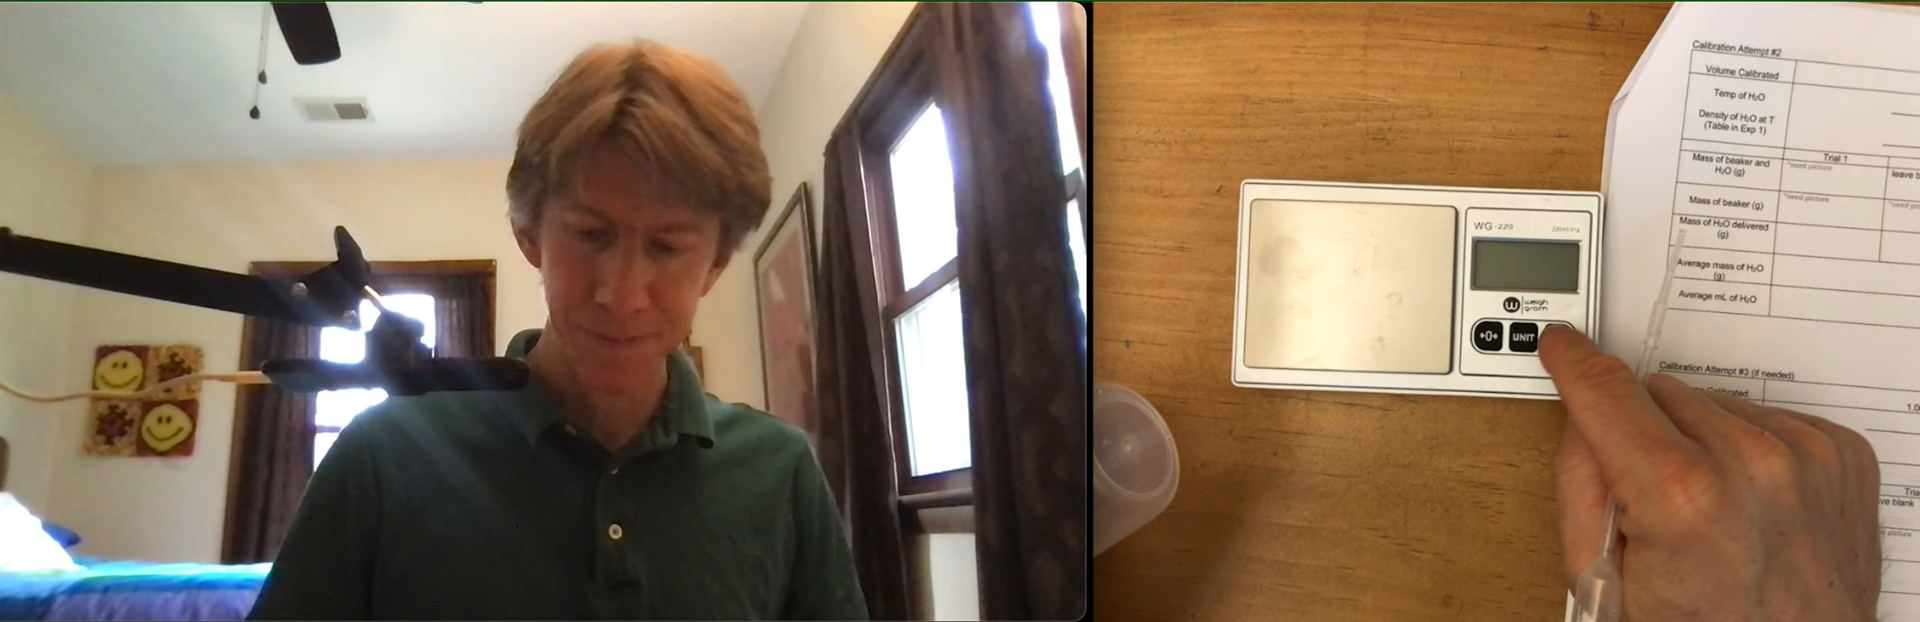 WG-220
weigh
gram
UNIT
Calibration Attempt #2
Volume Calibrated
Temp of H₂O
Density of H₂O at T
(Table in Exp 1)
Trial 1
Mass of beaker and
H₂O (g)
*need picture
leave b
Mass of beaker (g)
*need picture
Mass of H₂O delivered
(g)
Average mass of H₂O
(g)
Average mL of H₂O
Calibration Attempt #3 (if needed)
Calibrated
1.0
Tria
ve blank
picture